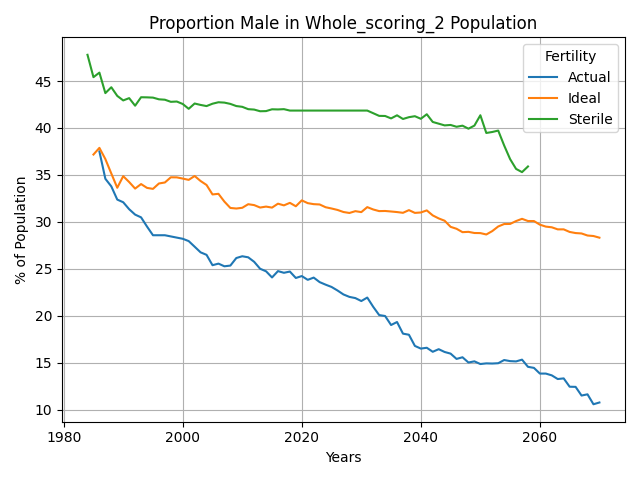 Proportion Male in Whole_scoring_2 Population
% of Population
45
40
35
30
25
20
15
10
1980
2000
2020
2040
2060
Years
Fertility
Actual
Ideal
Sterile